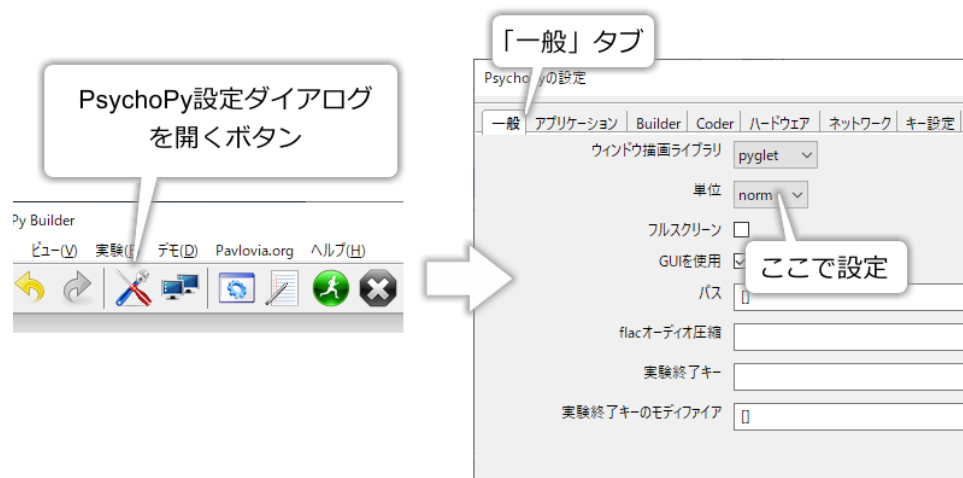 「一般」タブ
PsychoPy設定ダイアログ
を開くボタン
Py Builder
ビュー(V) 実験( デモ(D) Pavlovia.org ヘルプ(H)
Psychopyの設定
一般 アプリケーション Builder Coder ハードウェア ネットワーク キー設定
ウィンドウ描画ライブラリ pyglet
単位 norm
フルスクリーン
GUIを使用
ここで設定
パス []
flacオーディオ圧縮
実験終了キー
実験終了キーのモディファイア []